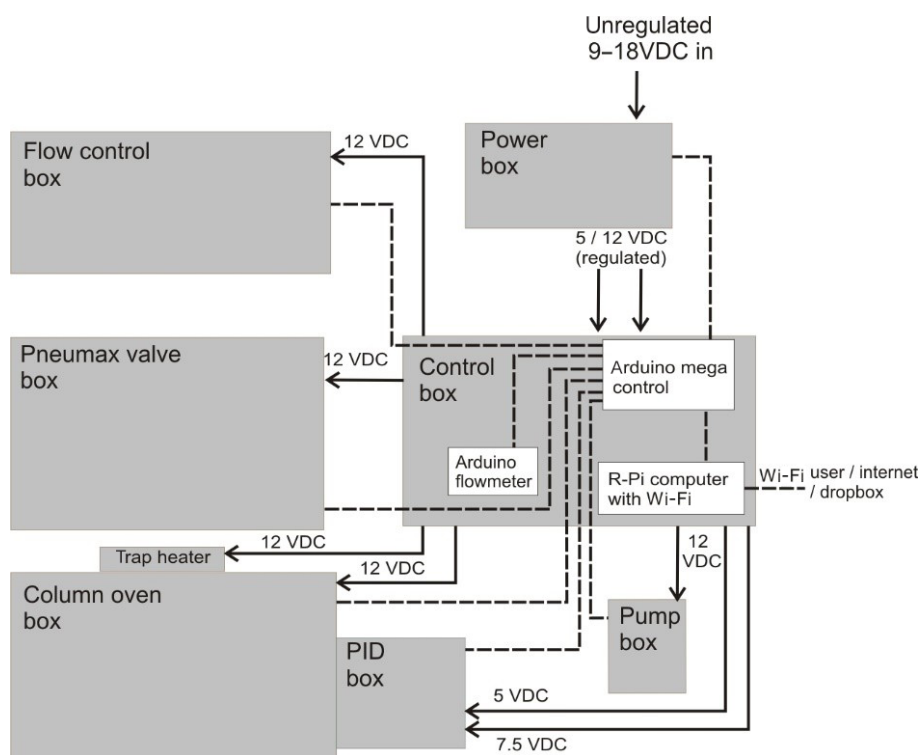 Unregulated
9–18VDC in
Flow control
box
12 VDC
Power
box
5 / 12 VDC
(regulated)
Pneumax valve
box
12 VDC
Control
box
Arduino mega
control
Arduino
flowmeter
R-Pi computer
with Wi-Fi
Wi-Fi
user / internet
/ dropbox
Trap heater
12 VDC
12 VDC
12
VDC
Column oven
box
PID
box
Pump
box
5 VDC
7.5 VDC